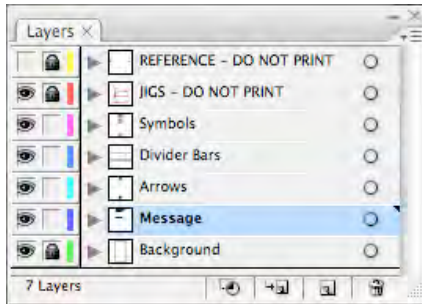 Layers
REFERENCE – DO NOT PRINT
JIGS – DO NOT PRINT
Symbols
Divider Bars
Arrows
Message
Background
7 Layers